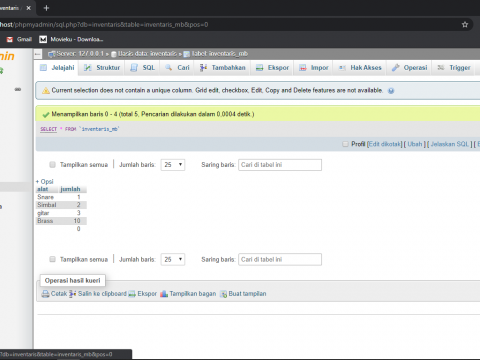 nventaris /
host/phpmyadmin/sql.php?db=inventaris&table=inventaris_mb&pos=0
Gmail Movieku - Downloa...
min
Server: 127.0.0.1 » Basis data: inventaris » Tabel: inventaris_mb
Jelajahi Struktur SQL Cari Tambahkan Ekspor Impor Hak Akses Operasi Trigger
Current selection does not contain a unique column. Grid edit, checkbox, Edit, Copy and Delete features are not available.
Menampilkan baris 0 - 4 (total 5, Pencarian dilakukan dalam 0,0004 detik.)
SELECT * FROM `inventaris_mb`
Profil [Edit dikotak] [ Ubah ] [ Jelaskan SQL ] [
Tampilkan semua Jumlah baris: 25 Saring baris: Cari di tabel ini
+ Opsi
alat jumlah
Snare 1
Simbal 2
gitar 3
Brass 10
0
Tampilkan semua Jumlah baris: 25 Saring baris: Cari di tabel ini
Operasi hasil kueri
Cetak Salin ke clipboard Ekspor Tampilkan bagan Buat tampilan
?db=inventaris&table=inventaris_mb&pos=0